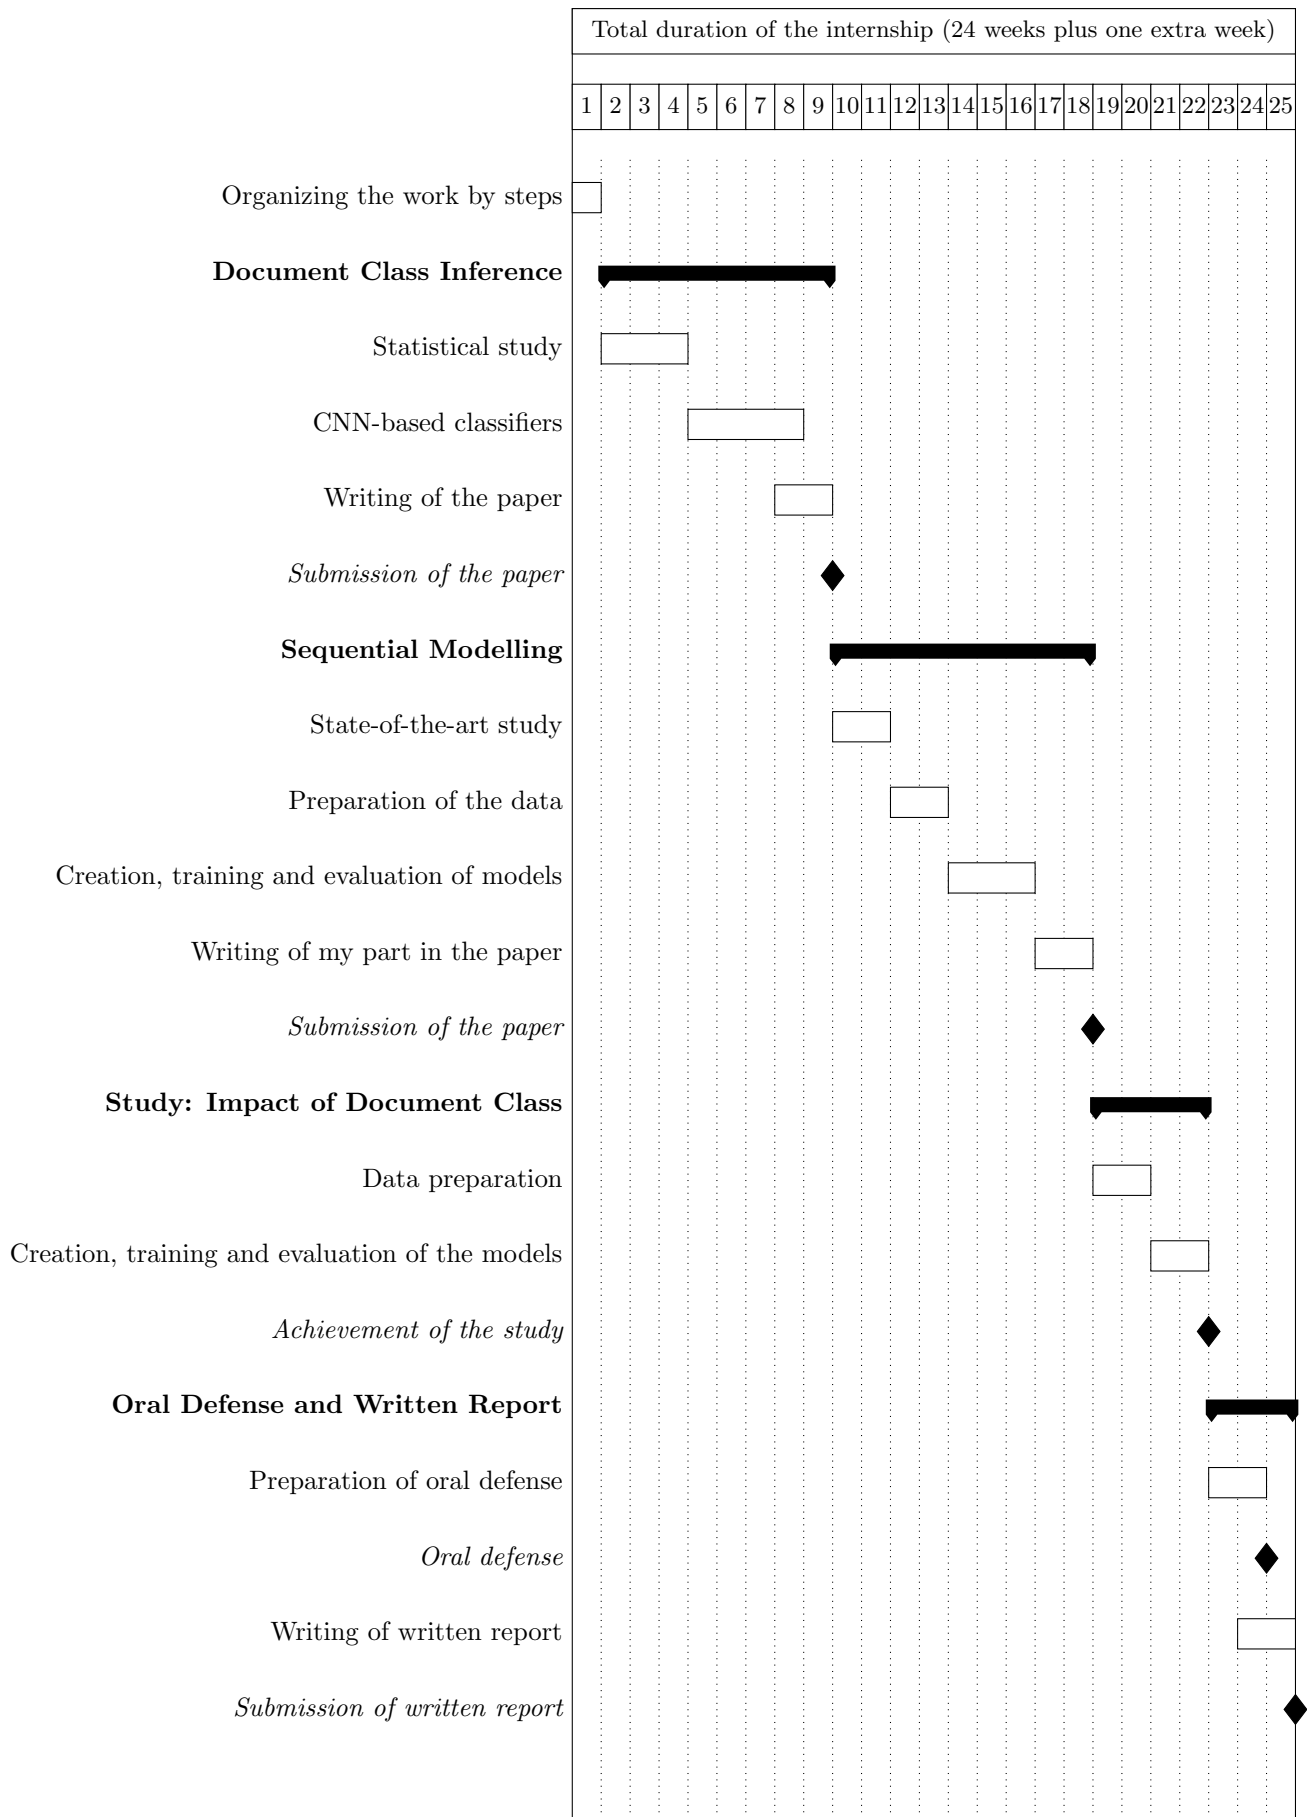 Total duration of the internship (24 weeks plus one extra week)
1 2 3 4 5 6 7 8 9 10 11 12 13 14 15 16 17 18 19 20 21 22 23 24 25
Organizing the work by steps
Document Class Inference
Statistical study
CNN-based classifiers
Writing of the paper
Submission of the paper
Sequential Modelling
State-of-the-art study
Preparation of the data
Creation, training and evaluation of models
Writing of my part in the paper
Submission of the paper
Study: Impact of Document Class
Data preparation
Creation, training and evaluation of the models
Achievement of the study
Oral Defense and Written Report
Preparation of oral defense
Oral defense
Writing of written report
Submission of written report